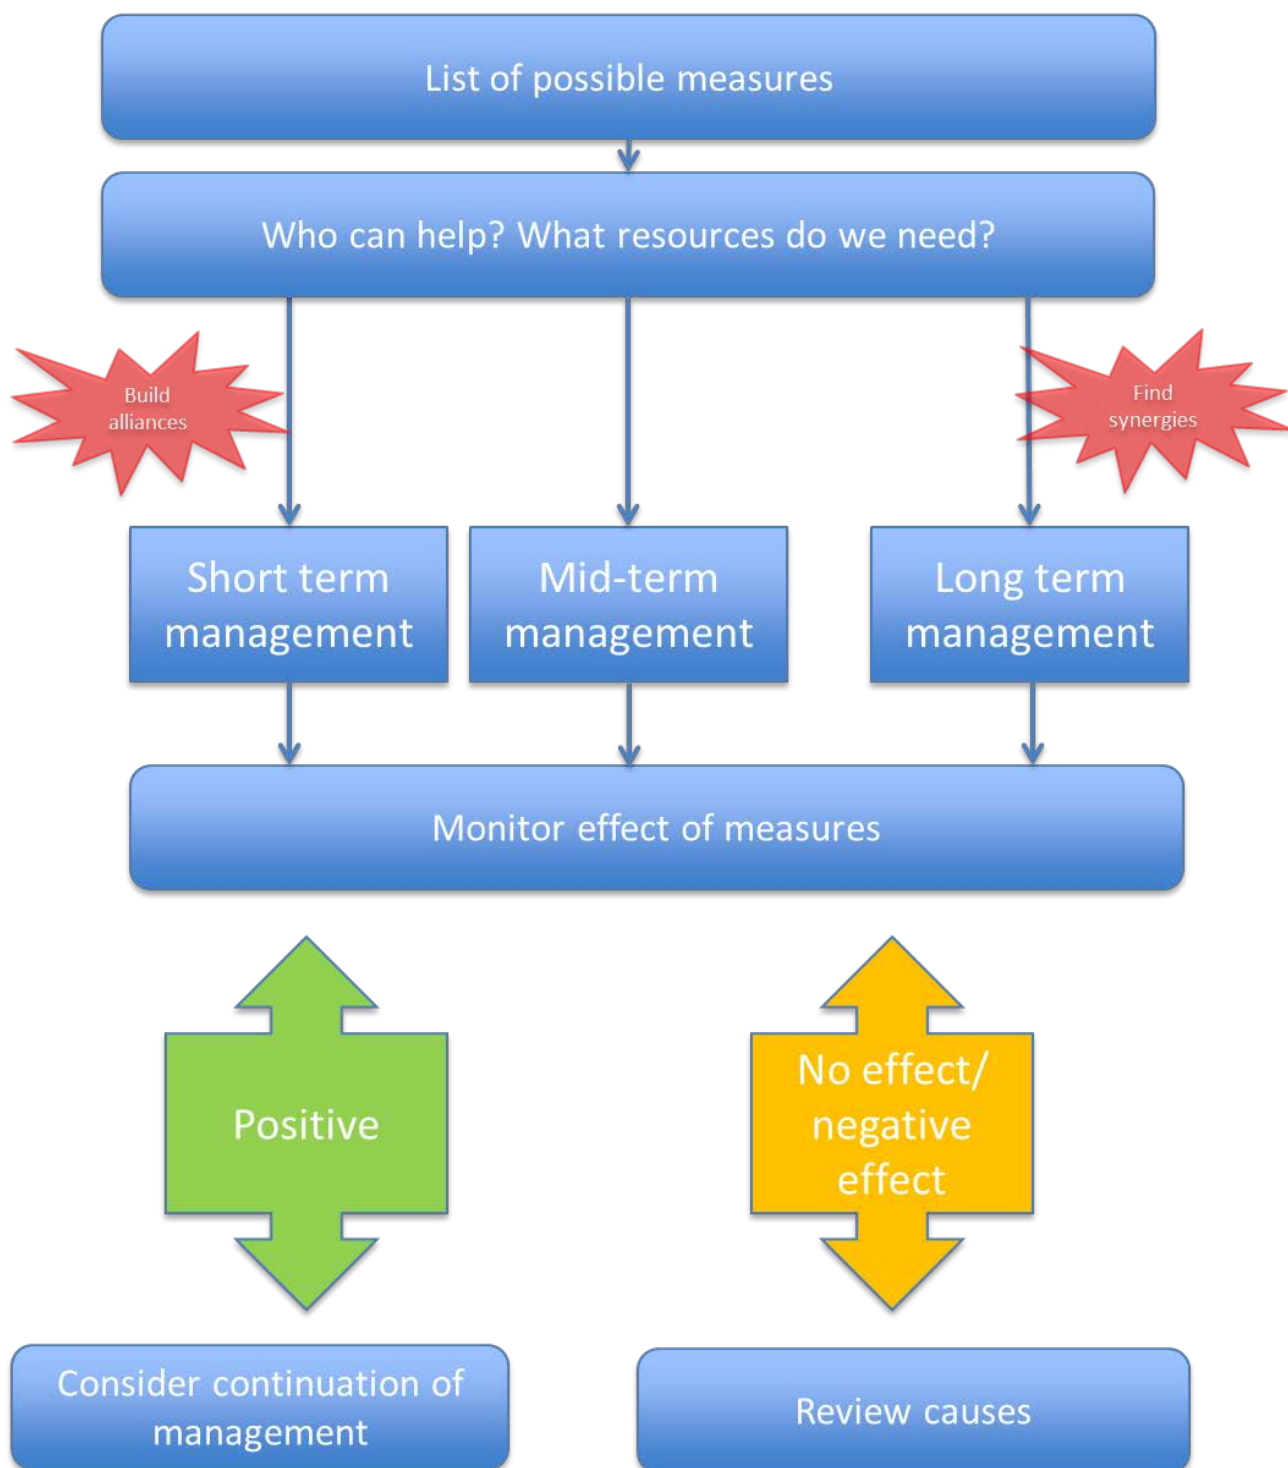 List of possible measures
Who can help? What resources do we need?
Build
alliances
Find
synergies
Short term
management
Mid-term
management
Long term
management
Monitor effect of measures
Positive
No effect/
negative
effect
Consider continuation of
management
Review causes